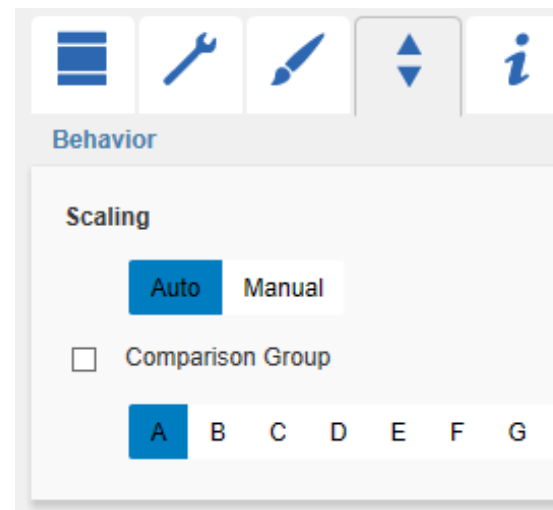 Behavior
Scaling
Auto Manual
Comparison Group
A B C D E F G